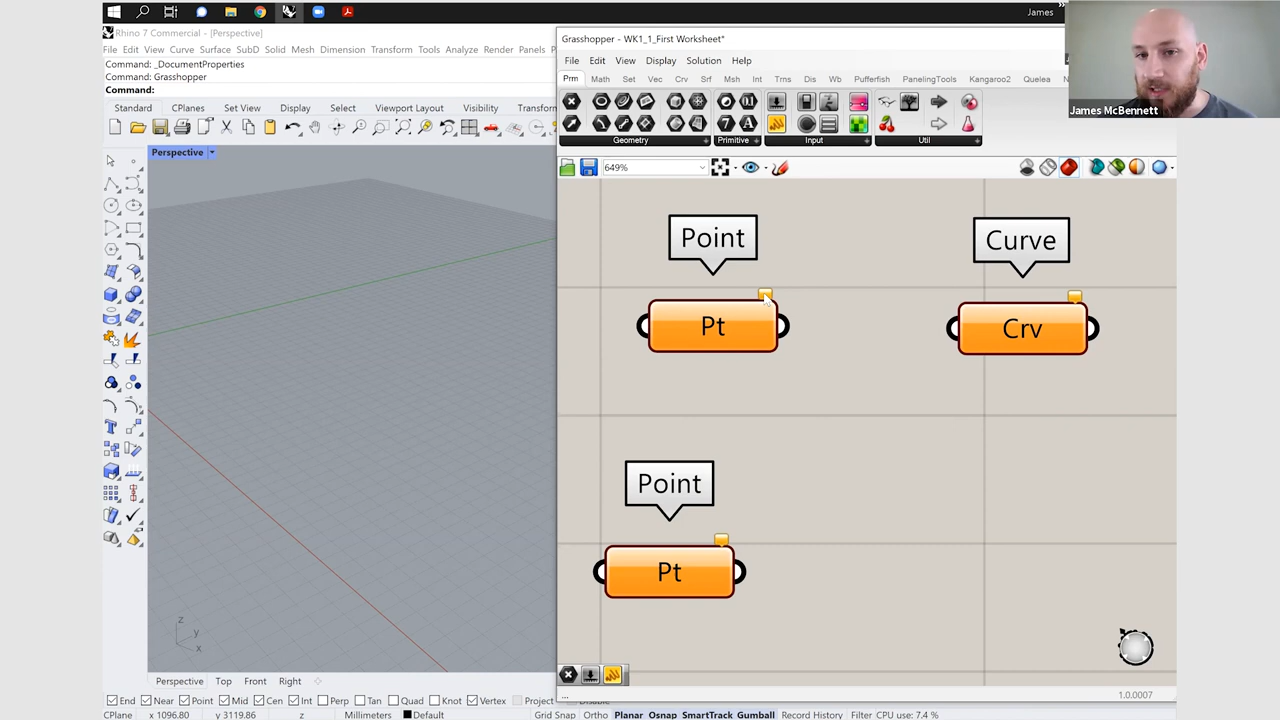 James
Rhino 7 Commercial - [Perspective]
File Edit View Curve Surface SubD Solid Mesh Dimension Transform Tools Analyze Render Panels
Command: _DocumentProperties
Command: Grasshopper
Command:
Standard CPlanes Set View Display Select Viewport Layout Visibility Transform
Perspective
z
y
x
Perspective Top Front Right
End Near Point Mid Cen Int Perp Tan Quad Knot Vertex Project Disable
CPlane x 1096.80 y 3119.86 z Millimeters Default Grid Snap Ortho Planar Osnap SmartTrack Gumball Record History Filter CPU use: 7.4 %
Grasshopper - WK1_1_First Worksheet*
File Edit View Display Solution Help
Prm Math Set Vec Crv Srf Msh Int Trns Dis Wb Pufferfish PanelingTools Kangaroo2 Quelea
Geometry Primitive Input Util
649%
Point
Curve
Pt
Crv
Point
Pt
...
1.0.0007
James McBennett